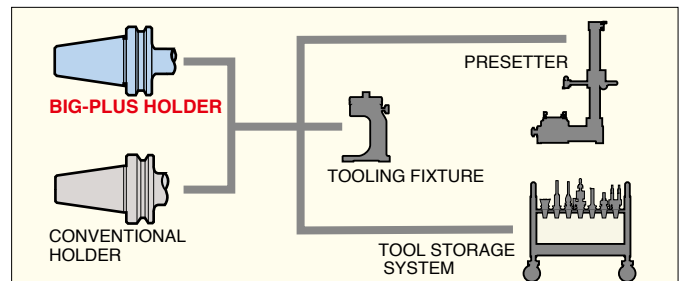 BIG-PLUS HOLDER
CONVENTIONAL
HOLDER
PRESETTER
TOOLING FIXTURE
TOOL STORAGE
SYSTEM